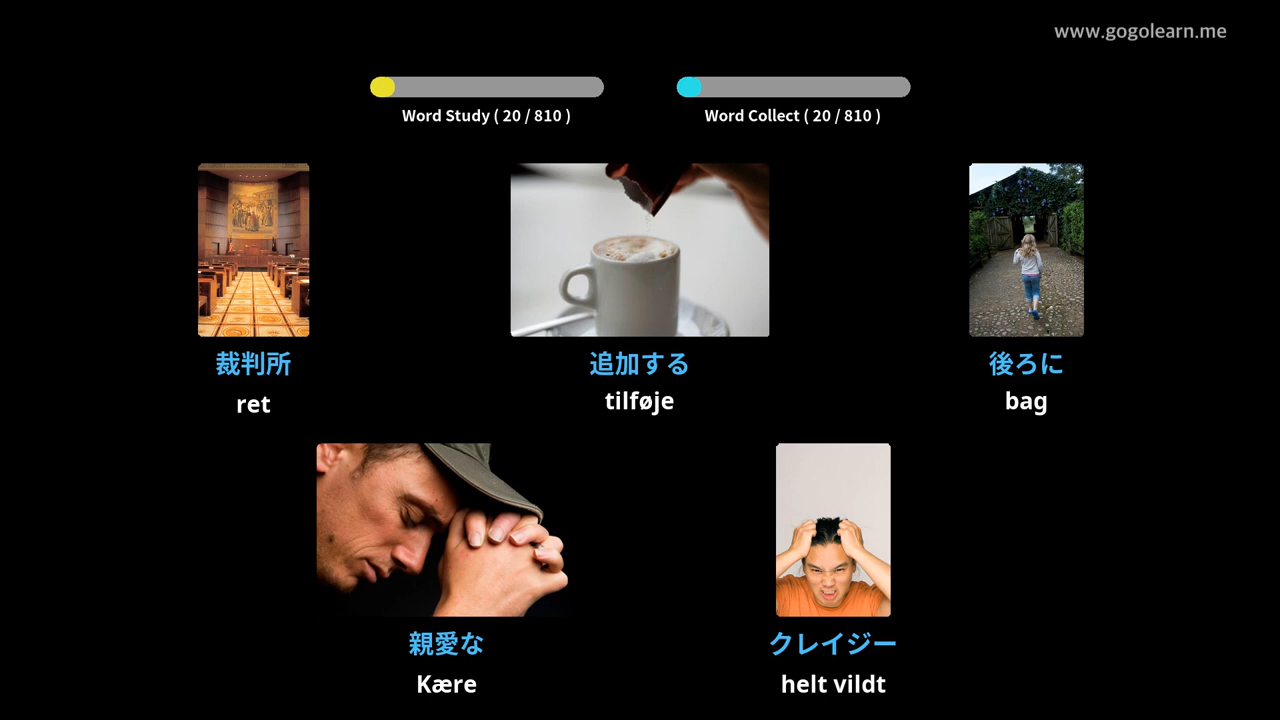 www.gogolearn.me
Word Study ( 20 / 810 )
Word Collect ( 20 / 810 )
裁判所
ret
追加する
tilføje
後ろに
bag
親愛な
Kære
クレイジー
helt vildt